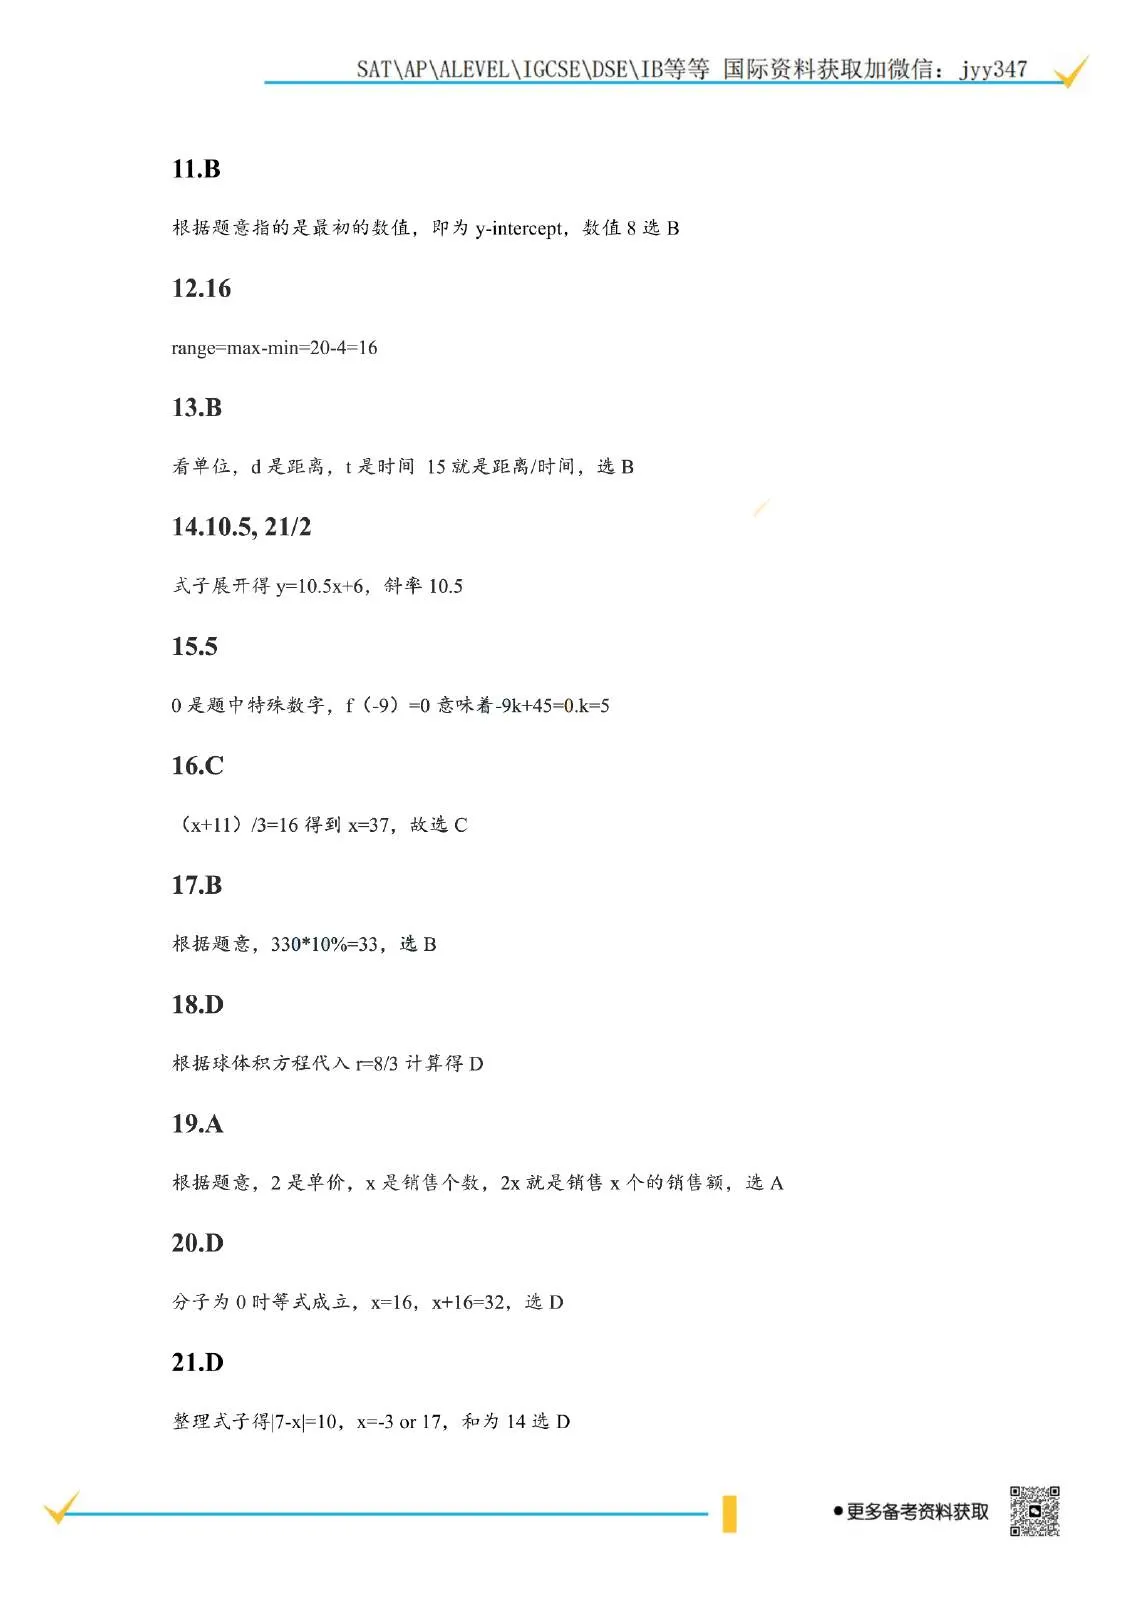 SAT\AP\ALEVEL\IGCSE\DSE\IB等等 国际资料获取加微信：jyy347
11.B
根据题意指的是最初的数值，即为 y-intercept，数值 8 选 B
12.16
range=max-min=20-4=16
13.B
看单位，d 是距离，t 是时间 15 就是距离/时间，选 B
14.10.5, 21/2
式子展开得 y=10.5x+6，斜率 10.5
15.5
0 是题中特殊数字，f（-9）=0 意味着-9k+45=0.k=5
16.C
（x+11）/3=16 得到 x=37，故选 C
17.B
根据题意，330*10%=33，选 B
18.D
根据球体积方程代入 r=8/3 计算得 D
19.A
根据题意，2 是单价，x 是销售个数，2x 就是销售 x 个的销售额，选 A
20.D
分子为 0 时等式成立，x=16，x+16=32，选 D
21.D
整理式子得|7-x|=10，x=-3 or 17，和为 14 选 D
●更多备考资料获取